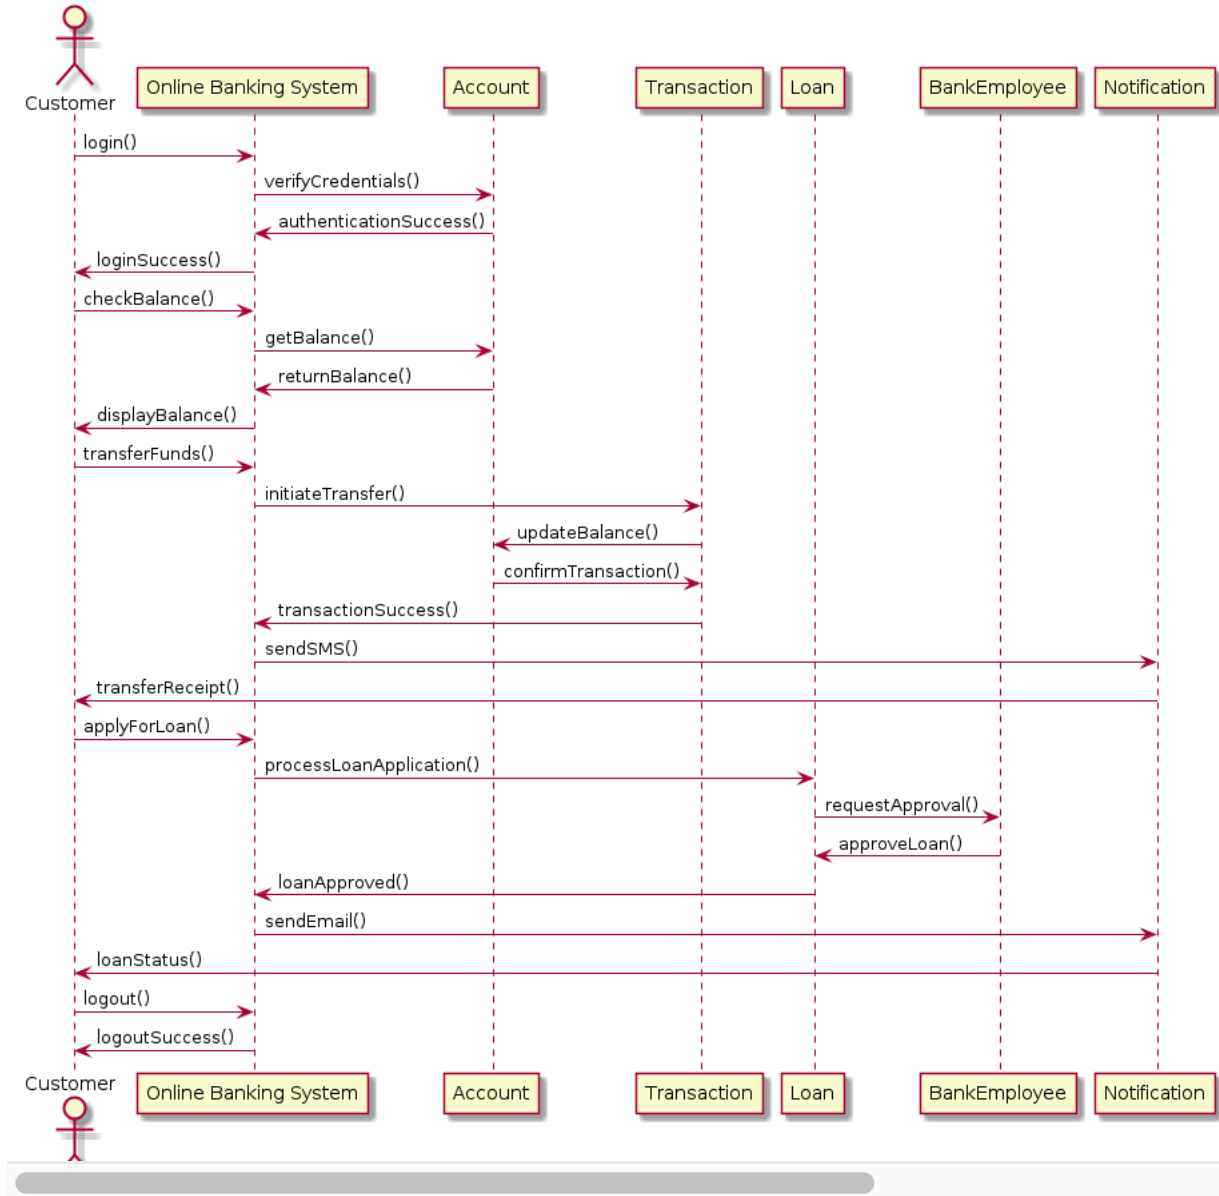 Customer
Online Banking System
Account
Transaction
Loan
BankEmployee
Notification
login()
verifyCredentials()
authenticationSuccess()
loginSuccess()
checkBalance()
getBalance()
returnBalance()
displayBalance()
transferFunds()
initiateTransfer()
updateBalance()
confirmTransaction()
transactionSuccess()
sendSMS()
transferReceipt()
applyForLoan()
processLoanApplication()
requestApproval()
approveLoan()
loanApproved()
sendEmail()
loanStatus()
logout()
logoutSuccess()
Customer
Online Banking System
Account
Transaction
Loan
BankEmployee
Notification